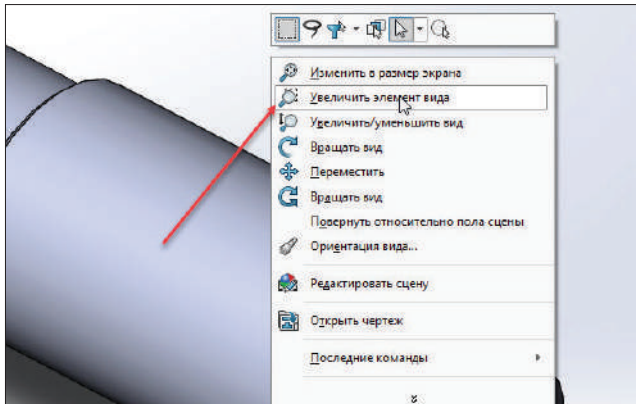 Изменить в размер экрана
Увеличить элемент вида
Увеличить/уменьшить вид
Вращать вид
Переместить
Вращать вид
Повернуть относительно пола сцены
Ориентация вида...
Редактировать сцену
Открыть чертеж
Последние команды